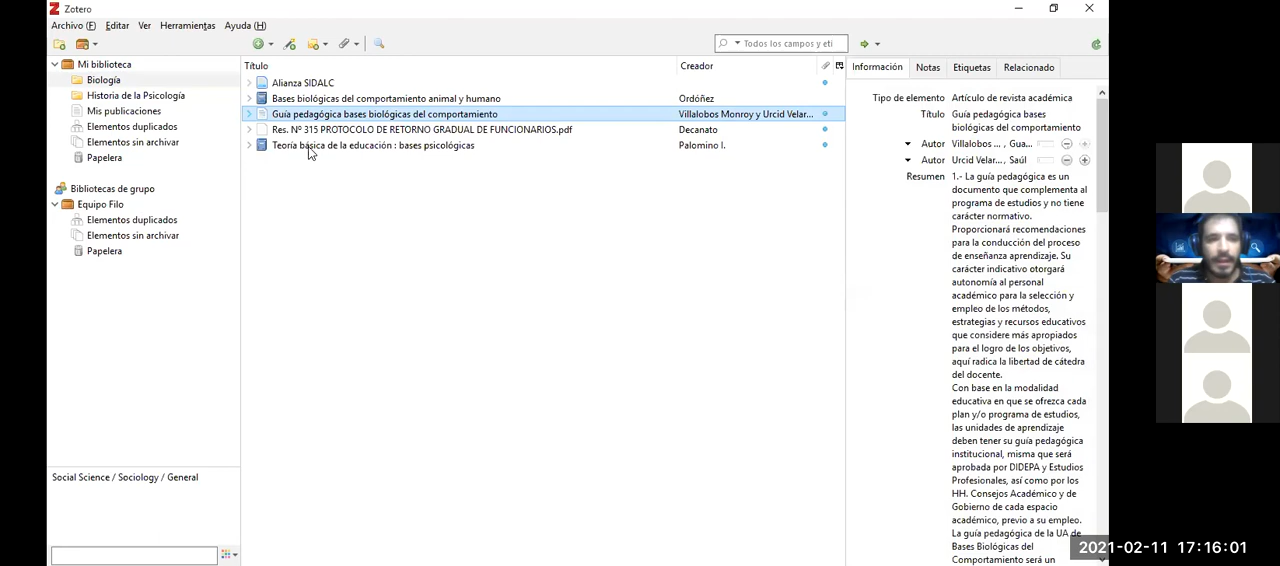 Zotero
Archivo (F) Editar Ver Herramientas Ayuda (H)
Todos los campos y eti
Mi biblioteca
Biología
Historia de la Psicología
Mis publicaciones
Elementos duplicados
Elementos sin archivar
Papelera
Bibliotecas de grupo
Equipo Filo
Elementos duplicados
Elementos sin archivar
Papelera
Social Science / Sociology / General
Título Creador
Alianza SIDALC
Bases biológicas del comportamiento animal y humano Ordóñez
Guía pedagógica bases biológicas del comportamiento Villalobos Monroy y Urcid Velar...
Res. Nº 315 PROTOCOLO DE RETORNO GRADUAL DE FUNCIONARIOS.pdf Decanato
Teoría básica de la educación : bases psicológicas Palomino I.
Información Notas Etiquetas Relacionado
Tipo de elemento Artículo de revista académica
Título Guía pedagógica bases
biológicas del comportamiento
Autor Villalobos ... , Gua...
Autor Urcid Velar... , Saúl
Resumen 1.- La guía pedagógica es un
documento que complementa al
programa de estudios y no tiene
carácter normativo.
Proporcionará recomendaciones
para la conducción del proceso
de enseñanza aprendizaje. Su
carácter indicativo otorgará
autonomía al personal
académico para la selección y
empleo de los métodos,
estrategias y recursos educativos
que considere más apropiados
para el logro de los objetivos,
aquí radica la libertad de cátedra
del docente.
Con base en la modalidad
educativa en que se ofrezca cada
plan y/o programa de estudios,
las unidades de aprendizaje
deben tener su guía pedagógica
institucional, misma que será
aprobada por DIDEPA y Estudios
Profesionales, así como por los
HH. Consejos Académico y de
Gobierno de cada espacio
académico, previo a su empleo.
La guía pedagógica de la UA de
Bases Biológicas del
Comportamiento será un
2021-02-11 17:16:01